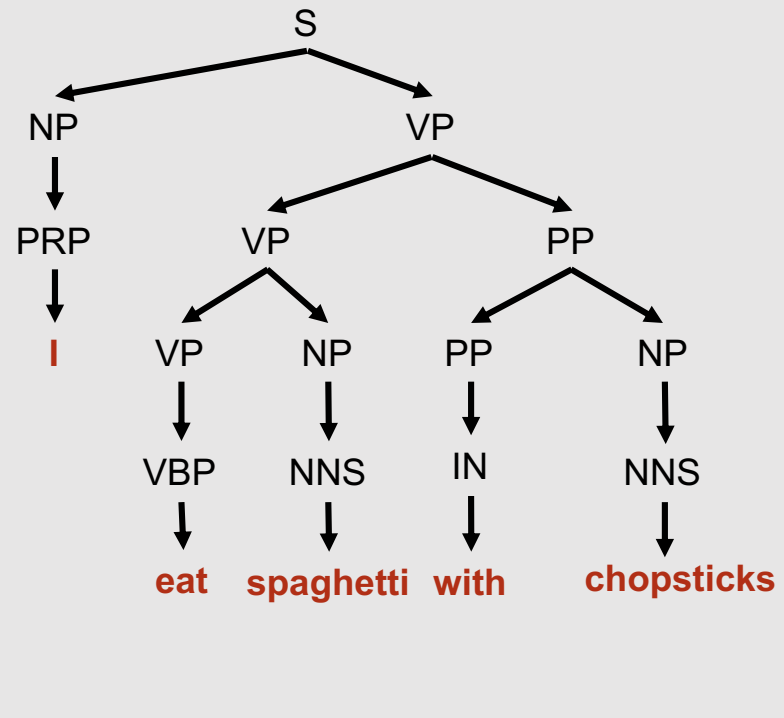 S
NP VP
PRP VP PP
I VP NP PP NP
VBP NNS IN NNS
eat spaghetti with chopsticks